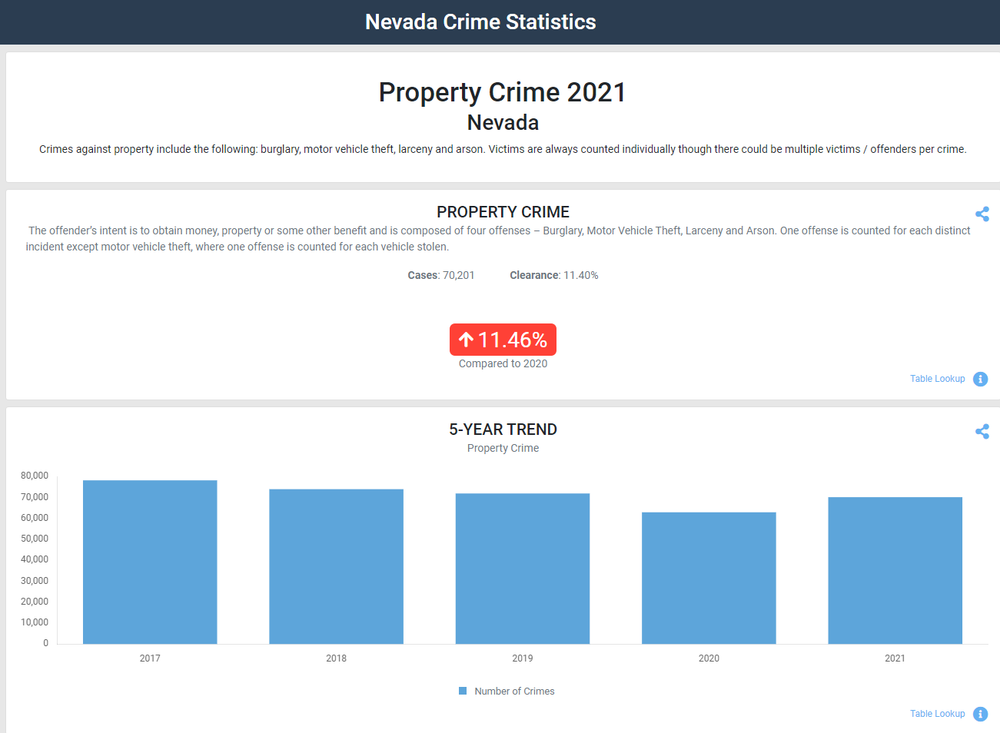 Nevada Crime Statistics
Property Crime 2021
Nevada
Crimes against property include the following: burglary, motor vehicle theft, larceny and arson. Victims are always counted individually though there could be multiple victims / offenders per crime.
PROPERTY CRIME
The offender's intent is to obtain money, property or some other benefit and is composed of four offenses – Burglary, Motor Vehicle Theft, Larceny and Arson. One offense is counted for each distinct
incident except motor vehicle theft, where one offense is counted for each vehicle stolen.
Cases: 70,201 Clearance: 11.40%
11.46%
Compared to 2020
Table Lookup
5-YEAR TREND
Property Crime
80,000
70,000
60,000
50,000
40,000
30,000
20,000
10,000
0
2017 2018 2019 2020 2021
Number of Crimes
Table Lookup